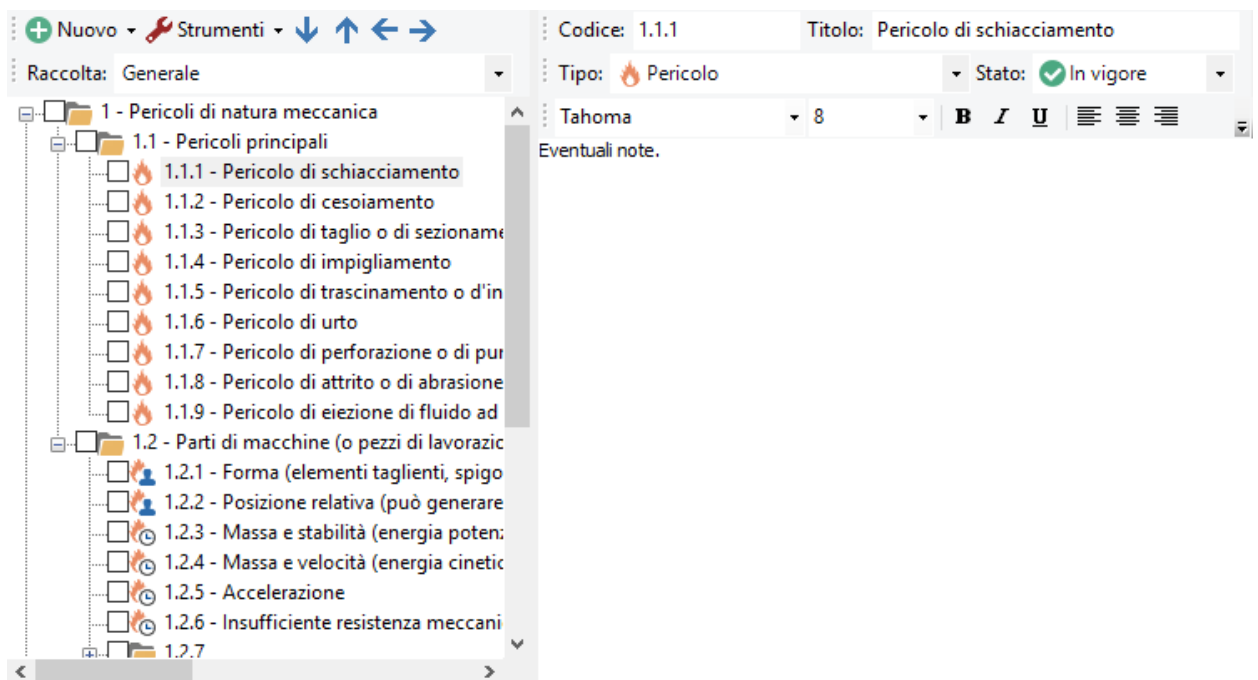 Nuovo Strumenti
Raccolta: Generale
1 - Pericoli di natura meccanica
1.1 - Pericoli principali
1.1.1 - Pericolo di schiacciamento
1.1.2 - Pericolo di cesoiamento
1.1.3 - Pericolo di taglio o di sezioname
1.1.4 - Pericolo di impigliamento
1.1.5 - Pericolo di trascinamento o d'in
1.1.6 - Pericolo di urto
1.1.7 - Pericolo di perforazione o di pun
1.1.8 - Pericolo di attrito o di abrasione
1.1.9 - Pericolo di eiezione di fluido ad
1.2 - Parti di macchine (o pezzi di lavorazio
1.2.1 - Forma (elementi taglienti, spigo
1.2.2 - Posizione relativa (può generare
1.2.3 - Massa e stabilità (energia potenz
1.2.4 - Massa e velocità (energia cinetic
1.2.5 - Accelerazione
1.2.6 - Insufficiente resistenza meccani
1.2.7
Codice: 1.1.1 Titolo: Pericolo di schiacciamento
Tipo: Pericolo Stato: In vigore
Tahoma 8 B I U
Eventuali note.